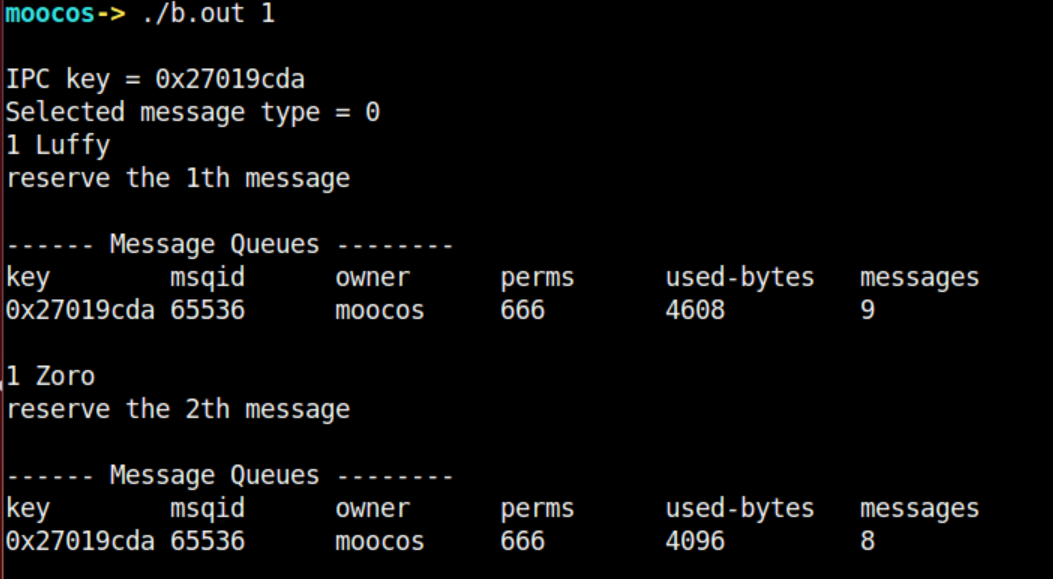 moocos-> ./b.out 1
IPC key = 0x27019cda
Selected message type = 0
1 Luffy
reserve the 1th message
------ Message Queues --------
key        msqid      owner      perms      used-bytes   messages
0x27019cda 65536      moocos     666        4608         9
1 Zoro
reserve the 2th message
------ Message Queues --------
key        msqid      owner      perms      used-bytes   messages
0x27019cda 65536      moocos     666        4096         8